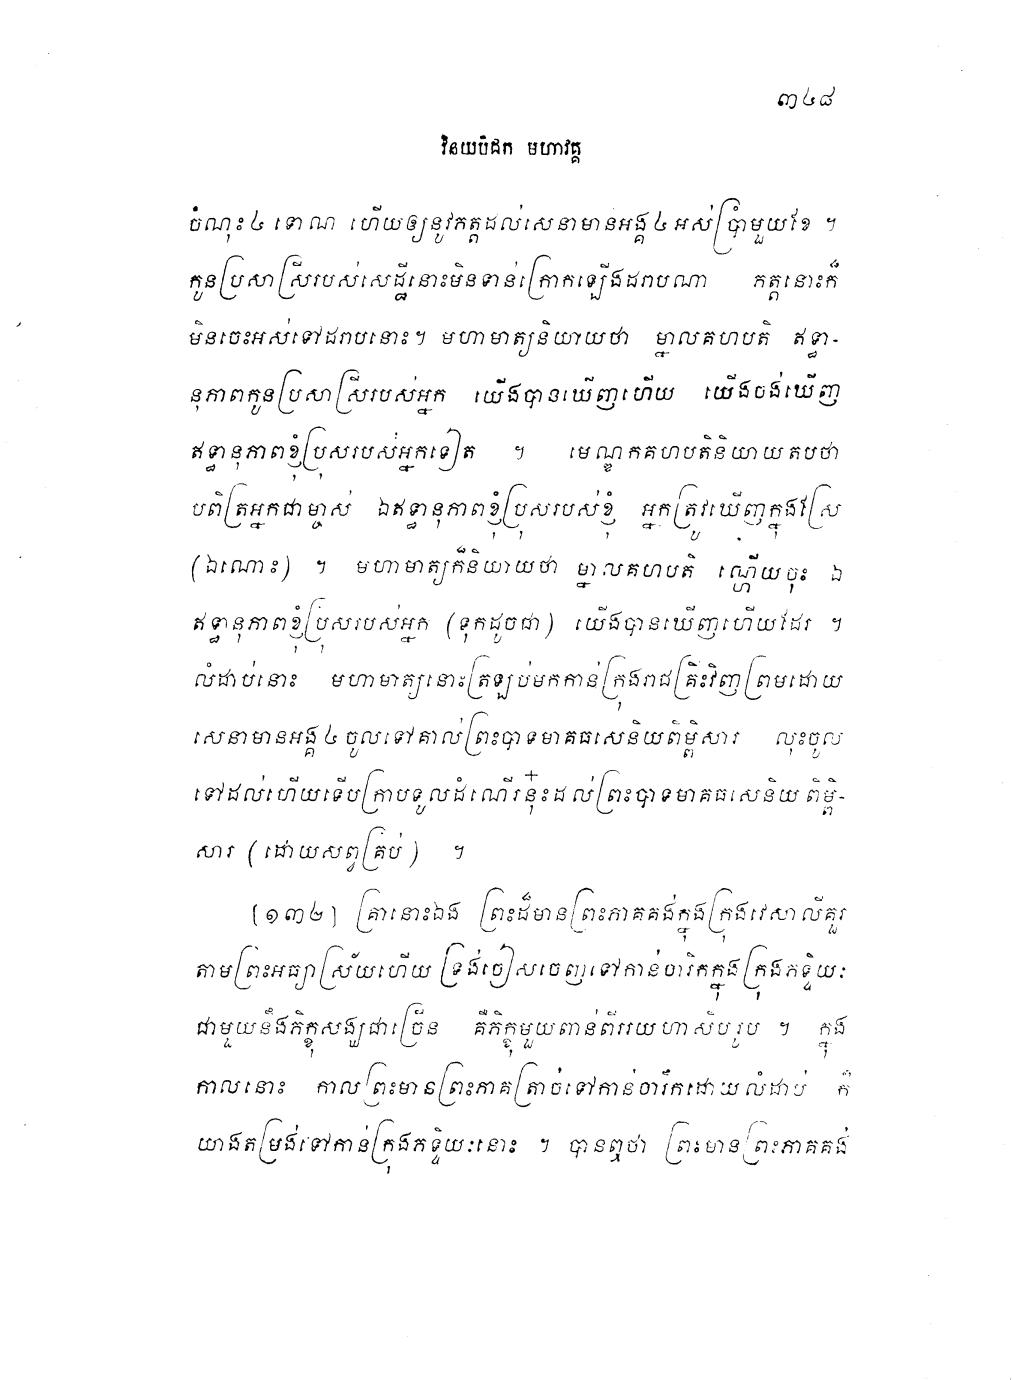 ៣៤៨
វិនយបិដក មហាវគ្គ
ចំណុះ៤ ទោណ ហើយឲ្យនូវភត្តដល់សេនាមានអង្គ៤អស់ប្រាំមួយខែ ។
កូនប្រសាស្រីរបស់សេដ្ឋីនោះមិនទាន់ក្រោកឡើងដរាបណា ភត្តនោះក៏
មិនចេះអស់ទៅដរាបនោះ។ មហាមាត្យនិយាយថា ម្នាលគហបតិ ឥទ្ធា-
នុភាពកូនប្រសាស្រីរបស់អ្នក យើងបានឃើញហើយ យើងចង់ឃើញ
ឥទ្ធានុភាពខ្ញុំប្រុសរបស់អ្នកទៀត ។ មេណ្ឌកគហបតិនិយាយតបថា
បពិត្រអ្នកជាម្ចាស់ ឯឥទ្ធានុភាពខ្ញុំប្រុសរបស់ខ្ញុំ អ្នកត្រូវឃើញក្នុងស្រែ
(ឯណោះ) ។ មហាមាត្យក៏និយាយថា ម្នាលគហបតិ ណ្ហើយចុះ ឯ
ឥទ្ធានុភាពខ្ញុំប្រុសរបស់អ្នក (ទុកដូចជា) យើងបានឃើញហើយដែរ ។
លំដាប់នោះ មហាមាត្យនោះត្រឡប់មកកាន់ក្រុងរាជគ្រឹះវិញព្រមដោយ
សេនាមានអង្គ៤ ចូលទៅគាល់ព្រះបាទមាគធសេនិយពិម្ពិសារ លុះចូល
ទៅដល់ហើយទើបក្រាបទូលដំណើរនុ៎ះដល់ព្រះបាទមាគធសេនិយ ពិម្ពិ-
សារ (ដោយសព្វគ្រប់) ។
[១៣២] គ្រានោះឯង ព្រះដ៏មានព្រះភាគគង់ក្នុងក្រុងវេសាលីគួរ
តាមព្រះអធ្យាស្រ័យហើយ ទ្រង់ចៀសចេញទៅកាន់ចារិកក្នុងក្រុងភទ្ទិយៈ
ជាមួយនឹងភិក្ខុសង្ឃជាច្រើន គឺភិក្ខុមួយពាន់ពីររយហាសិបរូប ។ ក្នុង
កាលនោះ កាលព្រះមានព្រះភាគត្រាច់ទៅកាន់ចារឹកដោយលំដាប់ ក៏
យាងតម្រង់ទៅកាន់ក្រុងភទ្ទិយៈនោះ ។ បានឮថា ព្រះមានព្រះភាគគង់